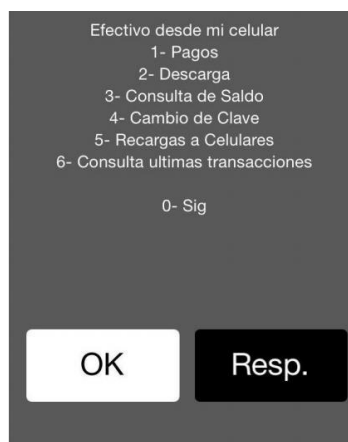 Efectivo desde mi celular
1- Pagos
2- Descarga
3- Consulta de Saldo
4- Cambio de Clave
5- Recargas a Celulares
6- Consulta ultimas transacciones
0- Sig
OK
Resp.